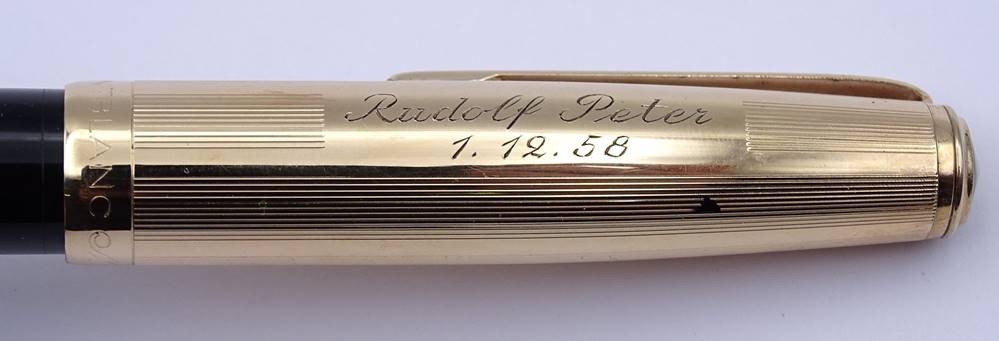 Rudolf Peter
1. 12. 58